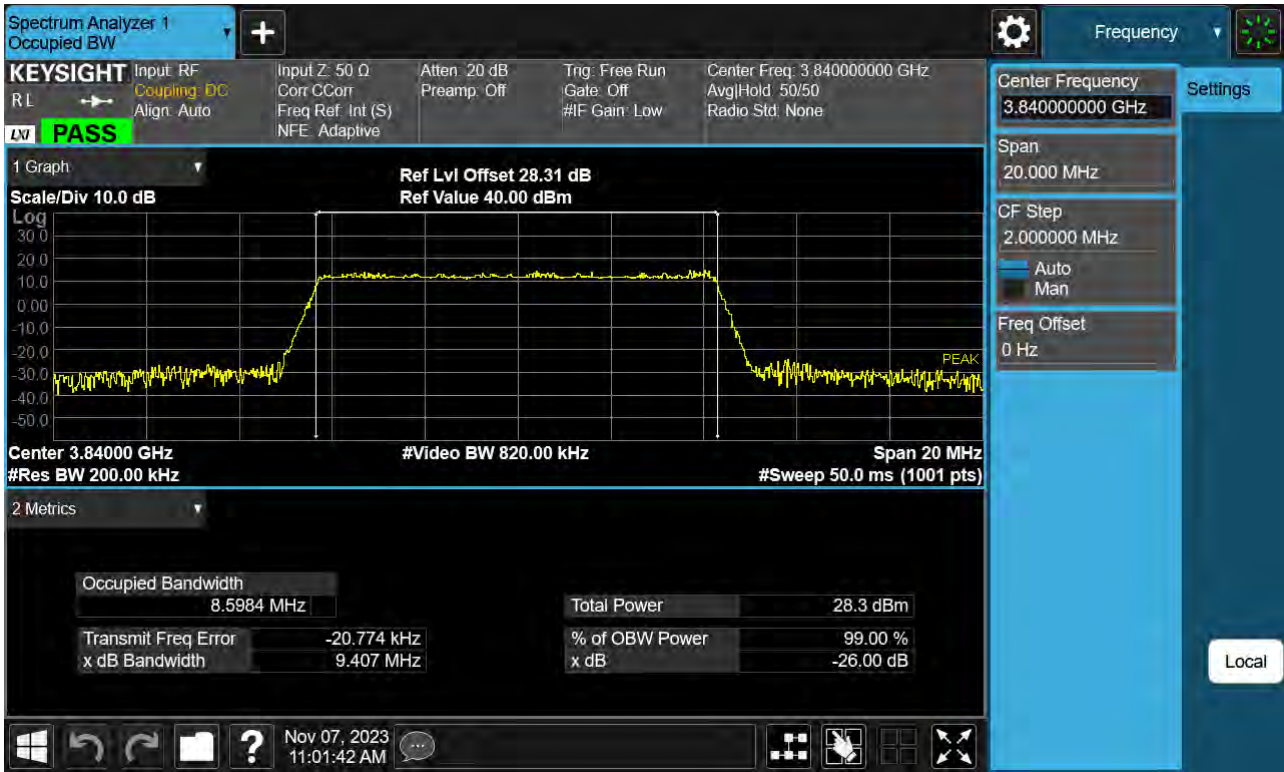 Spectrum Analyzer 1
Occupied BW
+
Frequency
KEYSIGHT
RL
LXI
PASS
Input: RF
Coupling: DC
Align: Auto
Input Z: 50 Ω
Corr CCorr
Freq Ref: Int (S)
NFE: Adaptive
Atten: 20 dB
Preamp: Off
Trig: Free Run
Gate: Off
#IF Gain: Low
Center Freq: 3.840000000 GHz
Avg|Hold: 50/50
Radio Std: None
Center Frequency
3.840000000 GHz
Settings
Span
20.000 MHz
CF Step
2.000000 MHz
Auto
Man
Freq Offset
0 Hz
Local
1 Graph
Scale/Div 10.0 dB
Ref Lvl Offset 28.31 dB
Ref Value 40.00 dBm
Log
30.0
20.0
10.0
0.00
-10.0
-20.0
-30.0
-40.0
-50.0
PEAK
Center 3.84000 GHz
#Video BW 820.00 kHz
Span 20 MHz
#Res BW 200.00 kHz
#Sweep 50.0 ms (1001 pts)
2 Metrics
Occupied Bandwidth
8.5984 MHz
Total Power 28.3 dBm
Transmit Freq Error -20.774 kHz
% of OBW Power 99.00 %
x dB Bandwidth 9.407 MHz
x dB -26.00 dB
?
Nov 07, 2023
11:01:42 AM